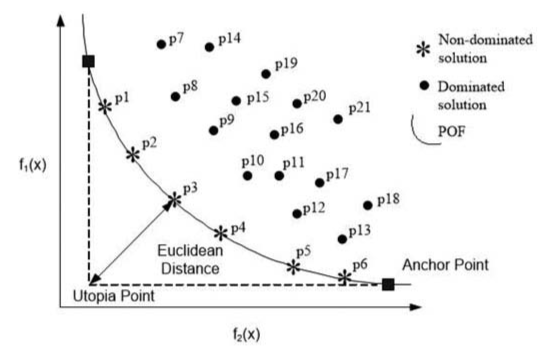 p7
p14
Non-dominated
solution
p19
p8
p1
p15
p20
Dominated
solution
p21
p9
p16
POF
p2
f₁(x)
p10
p11
p3
p17
p12
p18
p4
p13
Euclidean
Distance
p5
p6
Anchor Point
Utopia Point
f₂(x)